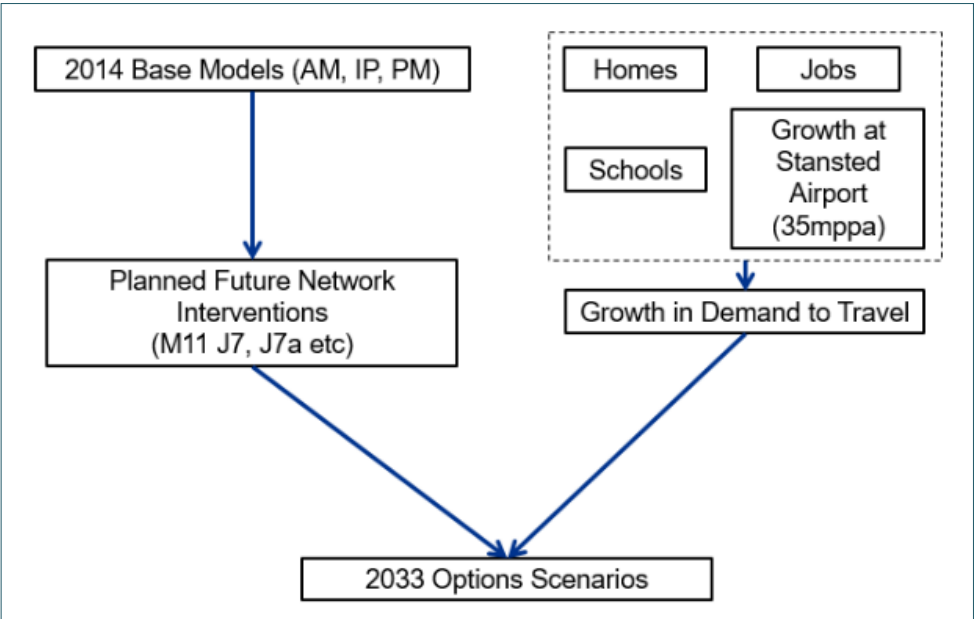 2014 Base Models (AM, IP, PM)
Homes
Jobs
Schools
Growth at
Stansted
Airport
(35mppa)
Planned Future Network
Interventions
(M11 J7, J7a etc)
Growth in Demand to Travel
2033 Options Scenarios